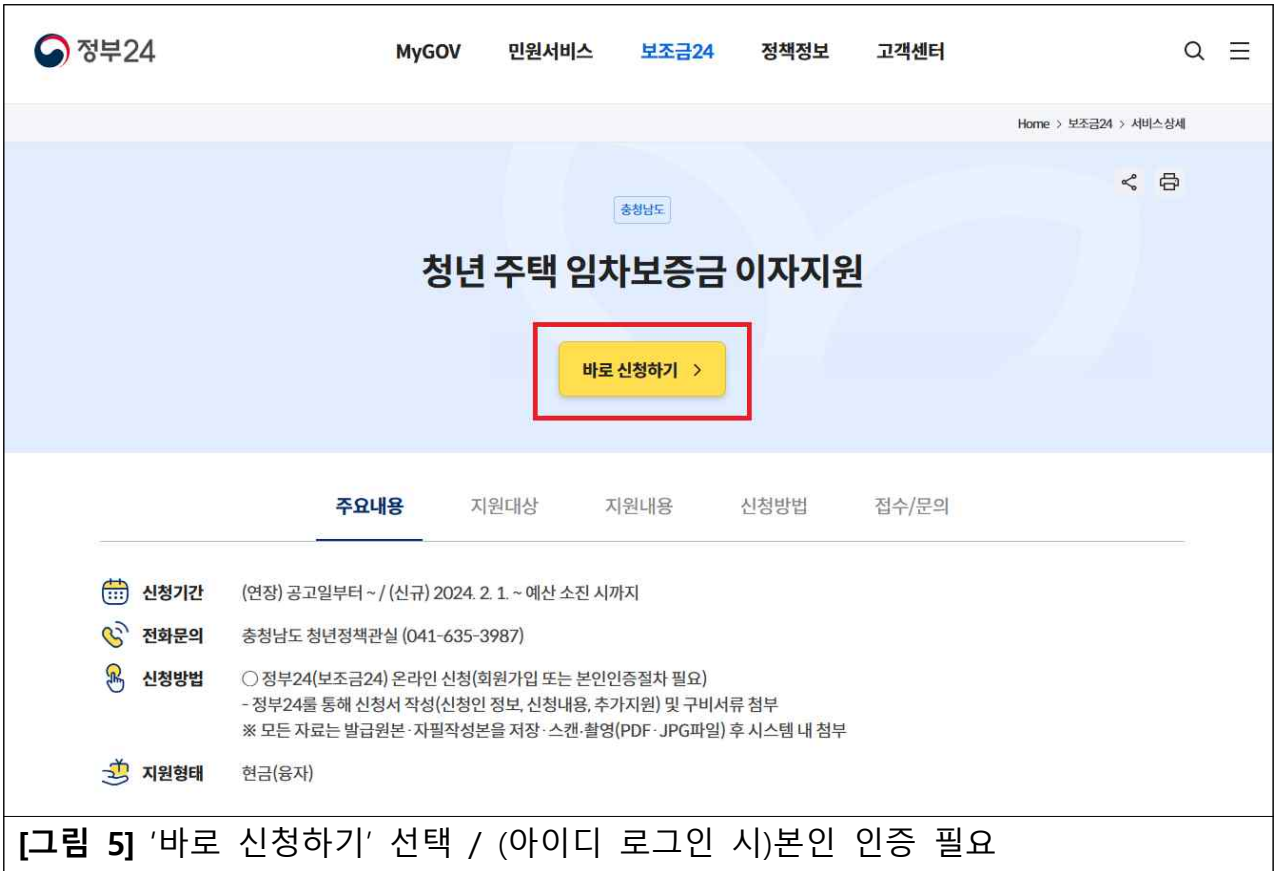 정부24
MyGOV 민원서비스 보조금24 정책정보 고객센터
Home > 보조금24 > 서비스상세
충청남도
청년 주택 임차보증금 이자지원
바로 신청하기 >
주요내용 지원대상 지원내용 신청방법 접수/문의
신청기간 (연장) 공고일부터 ~ / (신규) 2024. 2. 1. ~ 예산 소진 시까지
전화문의 충청남도 청년정책관실 (041-635-3987)
신청방법 ○ 정부24(보조금24) 온라인 신청(회원가입 또는 본인인증절차 필요)
- 정부24룰 통해 신청서 작성(신청인 정보, 신청내용, 추가지원) 및 구비서류 첨부
※ 모든 자료는 발급원본·자필작성본을 저장·스캔·촬영(PDF·JPG파일) 후 시스템 내 첨부
지원형태 현금(융자)
[그림 5] ‘바로 신청하기’ 선택 / (아이디 로그인 시)본인 인증 필요